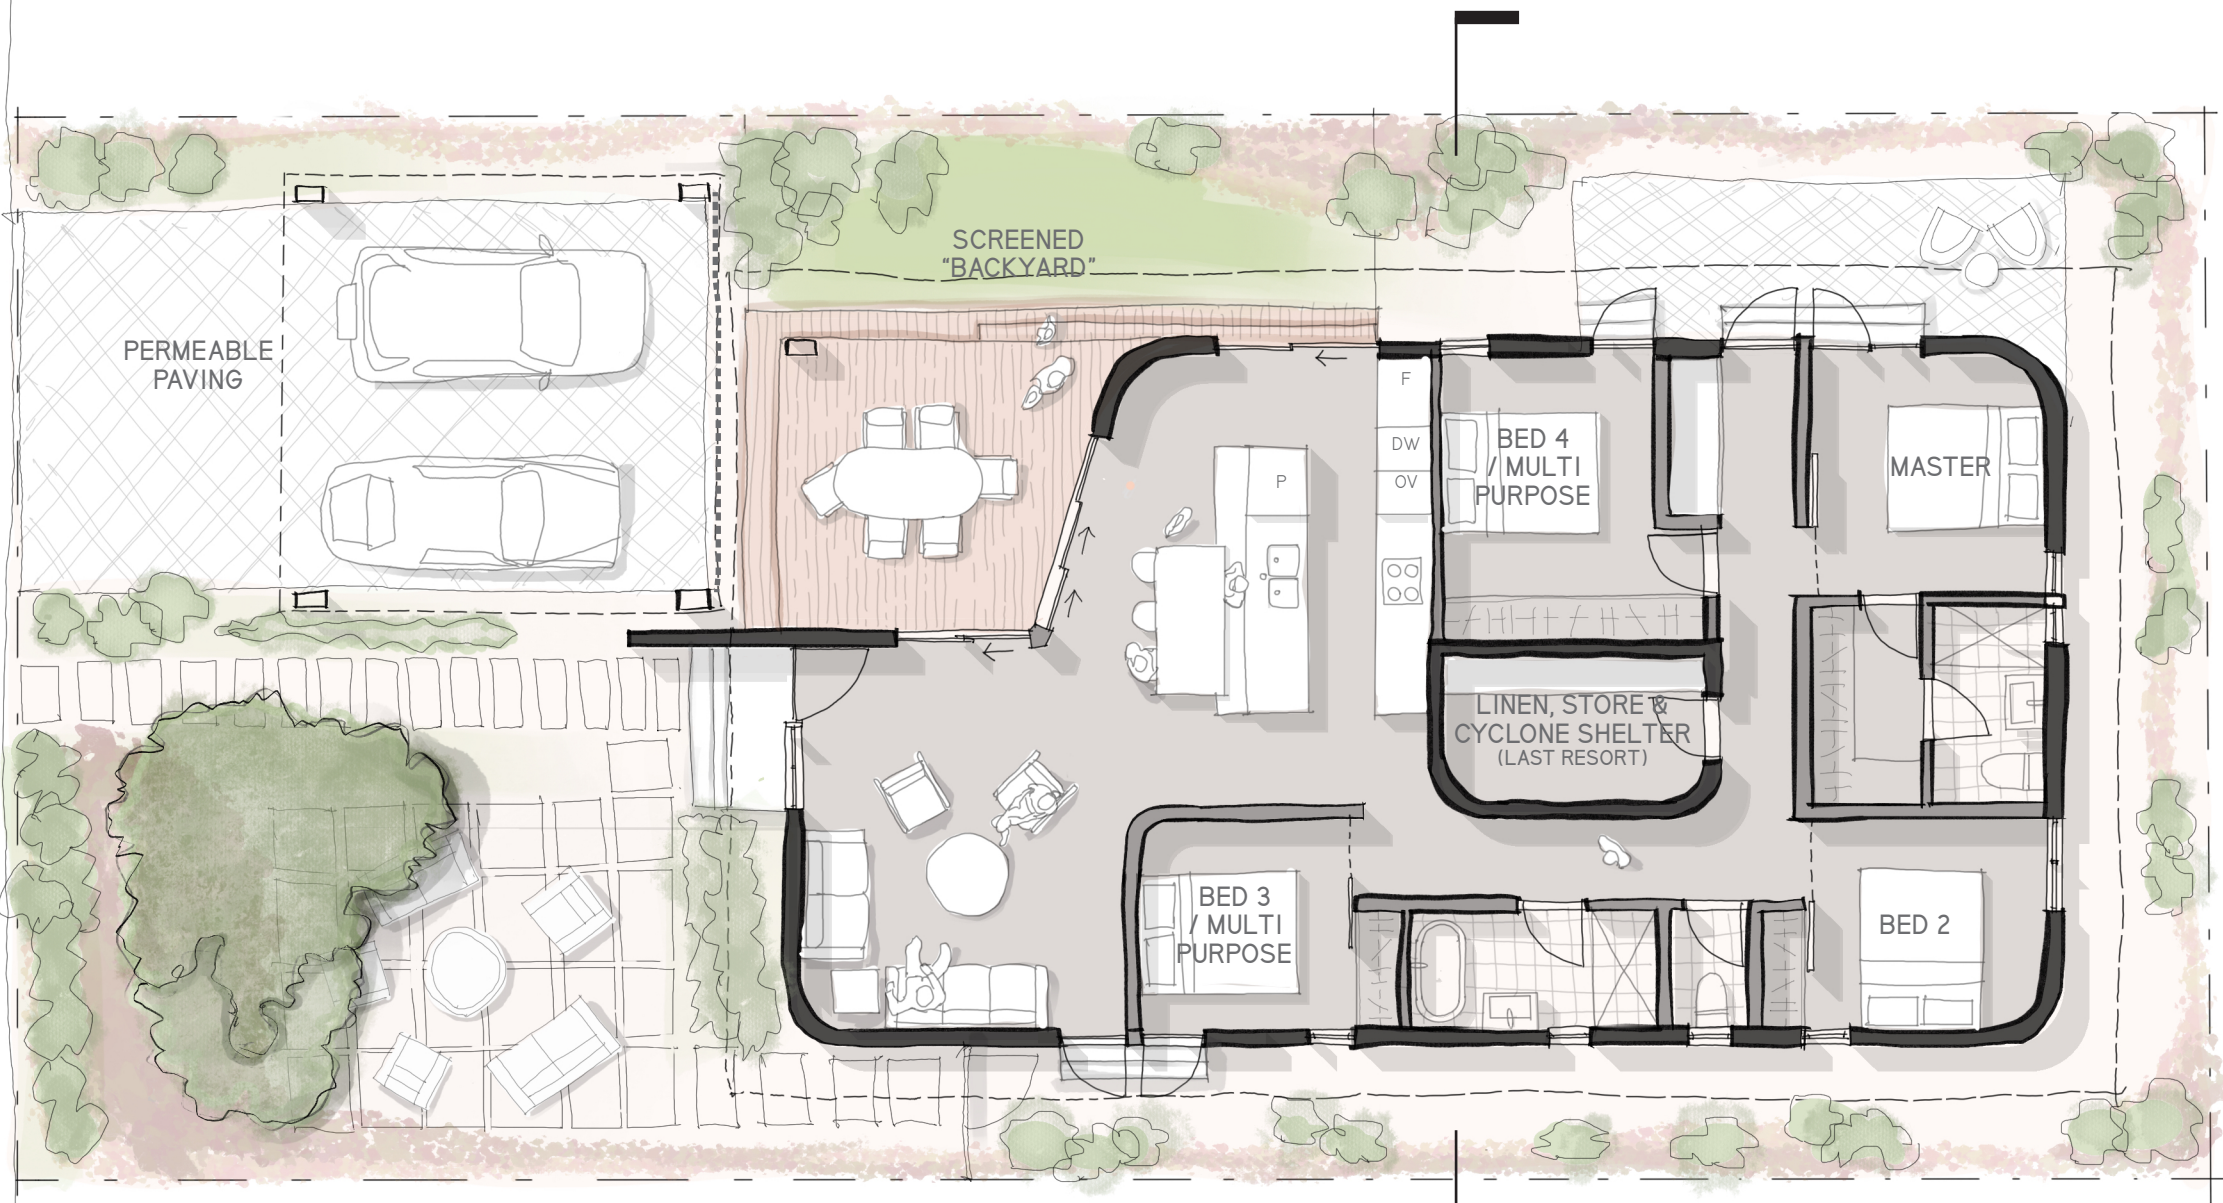 SCREENED
“BACKYARD”
PERMEABLE
PAVING
F
DW
OV
P
BED 4
/ MULTI
PURPOSE
MASTER
LINEN, STORE &
CYCLONE SHELTER
(LAST RESORT)
BED 3
/ MULTI
PURPOSE
BED 2